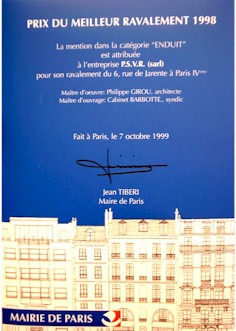 PRIX DU MEILLEUR RAVALEMENT 1998
La mention dans la catégorie "ENDUIT"
est attribuée
à l'entreprise P.S.V.R. (sarl)
pour son ravalement du 6, rue de Jarente à Paris IVème
Maître d'oeuvre: Philippe GIROU, architecte
Maître d'ouvrage: Cabinet BARBOTTE., syndic
Fait à Paris, le 7 octobre 1999
Jean TIBERI
Maire de Paris
MAIRIE DE PARIS